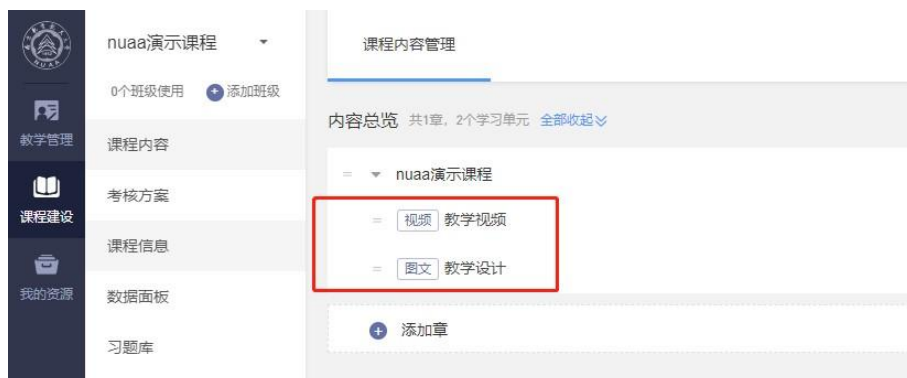 NUAA
教学管理
课程建设
我的资源
nuaa演示课程
0个班级使用 添加班级
课程内容
考核方案
课程信息
数据面板
习题库
课程内容管理
内容总览 共1章，2个学习单元 全部收起
nuaa演示课程
视频 教学视频
图文 教学设计
添加章